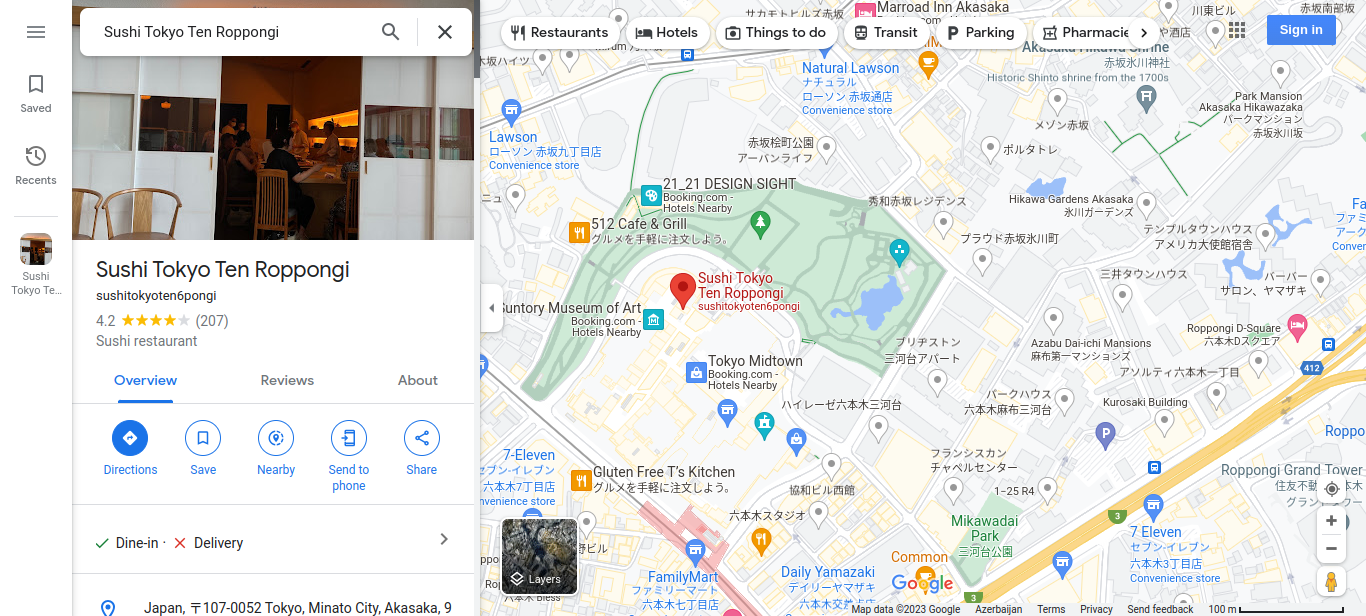 Sushi Tokyo Ten Roppongi
Saved
Recents
Sushi
Tokyo Te...
Sushi Tokyo Ten Roppongi
sushitokyoten6pongi
4.2
(207)
Sushi restaurant
Overview
Reviews
About
Directions
Save
Nearby
Send to
phone
Share
Dine-in ·
Delivery
Japan, 〒107-0052 Tokyo, Minato City, Akasaka, 9
Restaurants
Hotels
Things to do
Transit
Parking
Pharmacie
Sign in
サカモトヒルズ赤坂
Marroad Inn Akasaka
川東ビル
赤坂南部坂
Akasaka Hikawa Shrine
赤坂氷川神社
Historic Shinto shrine from the 1700s
Natural Lawson
ナチュラル
ローソン 赤坂通店
Convenience store
Park Mansion
Akasaka Hikawazaka
パークマンション
赤坂氷川坂
メゾン赤坂
Lawson
ローソン 赤坂九丁目店
Convenience store
赤坂桧町公園
アーバンライフ
ポルタトレ
21_21 DESIGN SIGHT
Booking.com -
Hotels Nearby
秀和赤坂レジデンス
Hikawa Gardens Akasaka
氷川ガーデンズ
512 Cafe & Grill
グルメを手軽に注文しよう。
プラウド赤坂氷川町
テンプルタウンハウス
アメリカ大使館宿舎
三井タウンハウス
バーバー
サロン、ヤマザキ
Sushi Tokyo
Ten Roppongi
sushitokyoten6pongi
Suntory Museum of Art
Booking.com -
Hotels Nearby
Roppongi D-Square
六本木Dスクエア
ブリヂストン
三河台アパート
Azabu Dai-ichi Mansions
麻布第一マンションズ
Tokyo Midtown
Booking.com -
Hotels Nearby
412
アソルティ六本木一丁目
パークハウス
六本木麻布三河台
Kurosaki Building
ハイレーゼ六本木三河台
7-Eleven
セブン-イレブン
六本木7丁目店
Gluten Free T's Kitchen
グルメを手軽に注文しよう。
フランシスカン
チャペルセンター
協和ビル西館
1-25 R4
Roppongi Grand Tower
六本木スタジオ
Mikawadai
Park
三河台公園
3
7 Eleven
セブン-イレブン
六本木3丁目店
Convenience store
Layers
FamilyMart
ファミリーマート
六本木七丁目店
Daily Yamazaki
デイリーヤマザキ
Common
Google
3
Map data ©2023 Google
Azerbaijan
Terms
Privacy
Send feedback
100 m